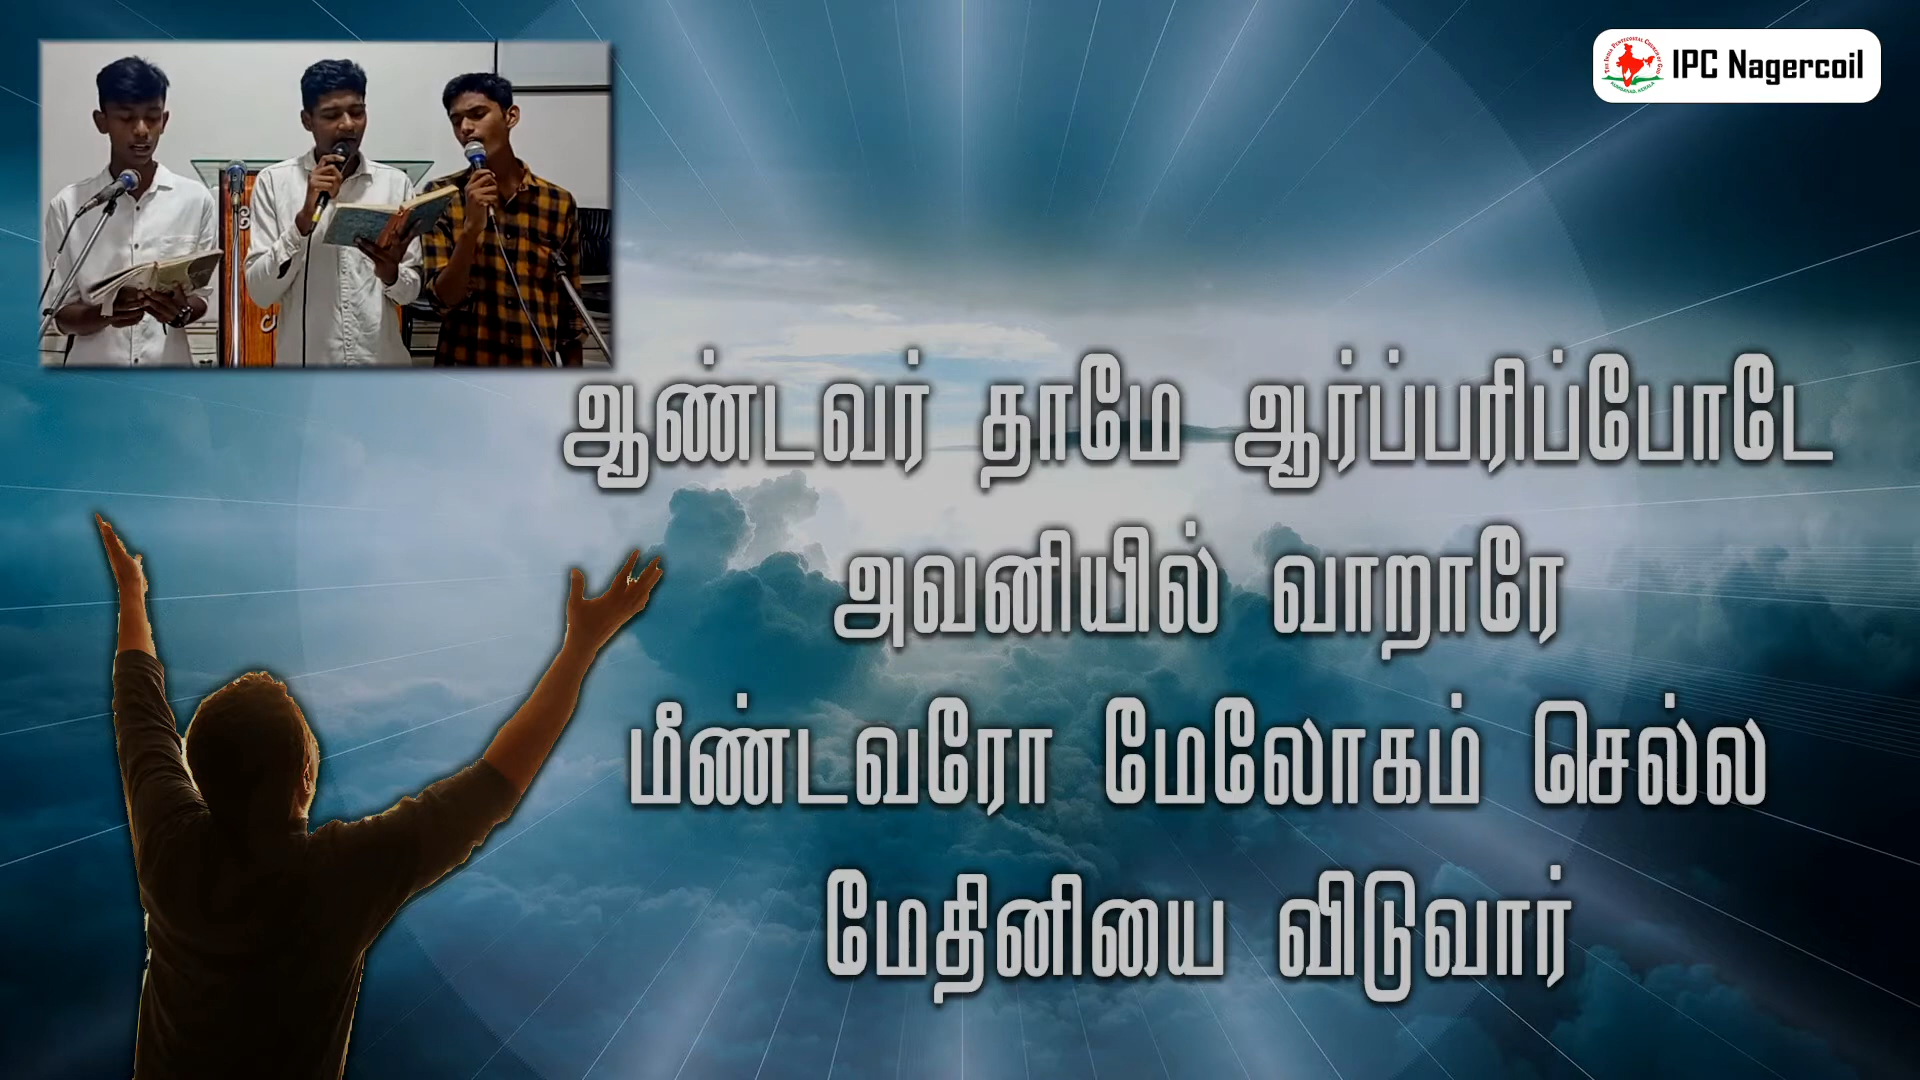 IPC Nagercoil
ஆண்டவர் தாமே ஆர்ப்பரிப்போடே
அவனியில் வாறாரே
மீண்டவரோ மேலோகம் செல்ல
மேதினியை விடுவார்